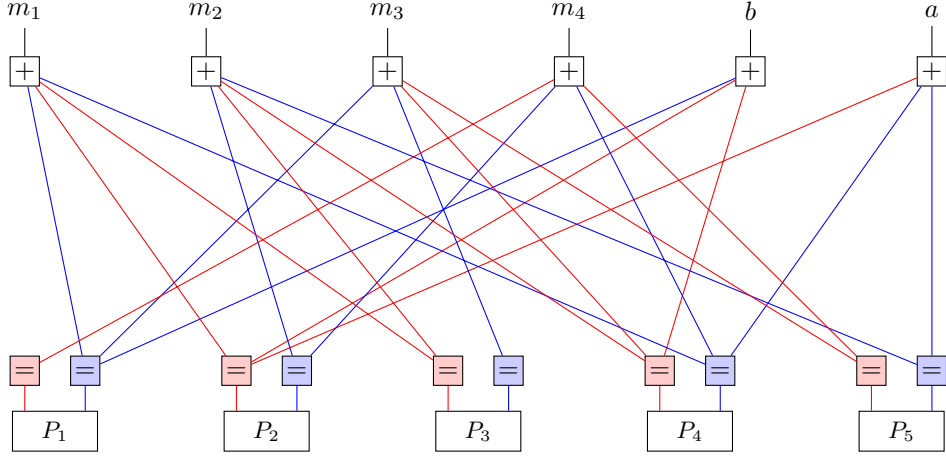 m₁ m₂ m₃ m₄ b a
+ + + + + +
= = = = = = = = = =
P₁ P₂ P₃ P₄ P₅